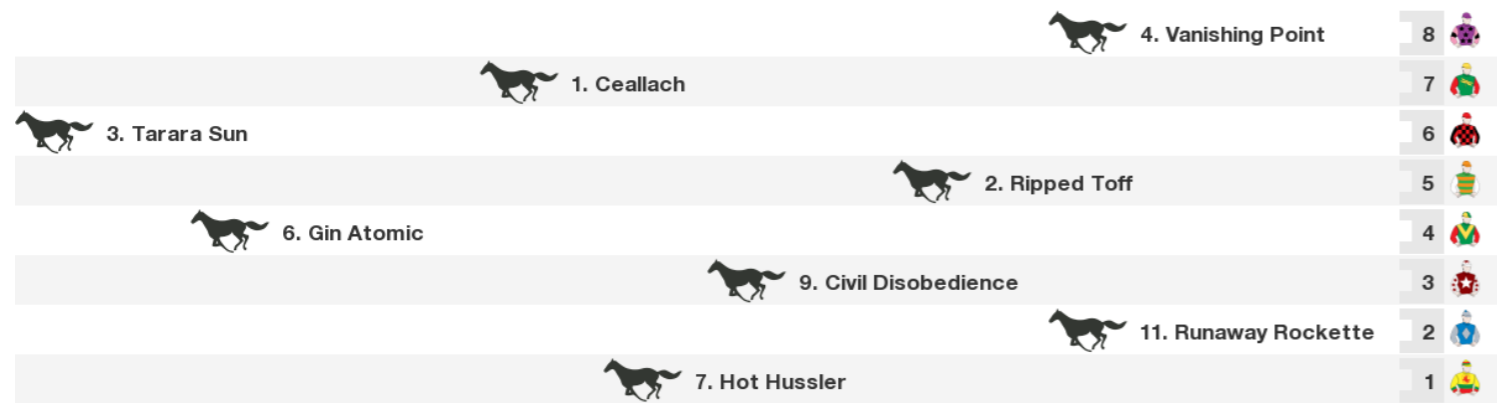 4. Vanishing Point 8
1. Ceallach 7
3. Tarara Sun 6
2. Ripped Toff 5
6. Gin Atomic 4
9. Civil Disobedience 3
11. Runaway Rockette 2
7. Hot Hussler 1